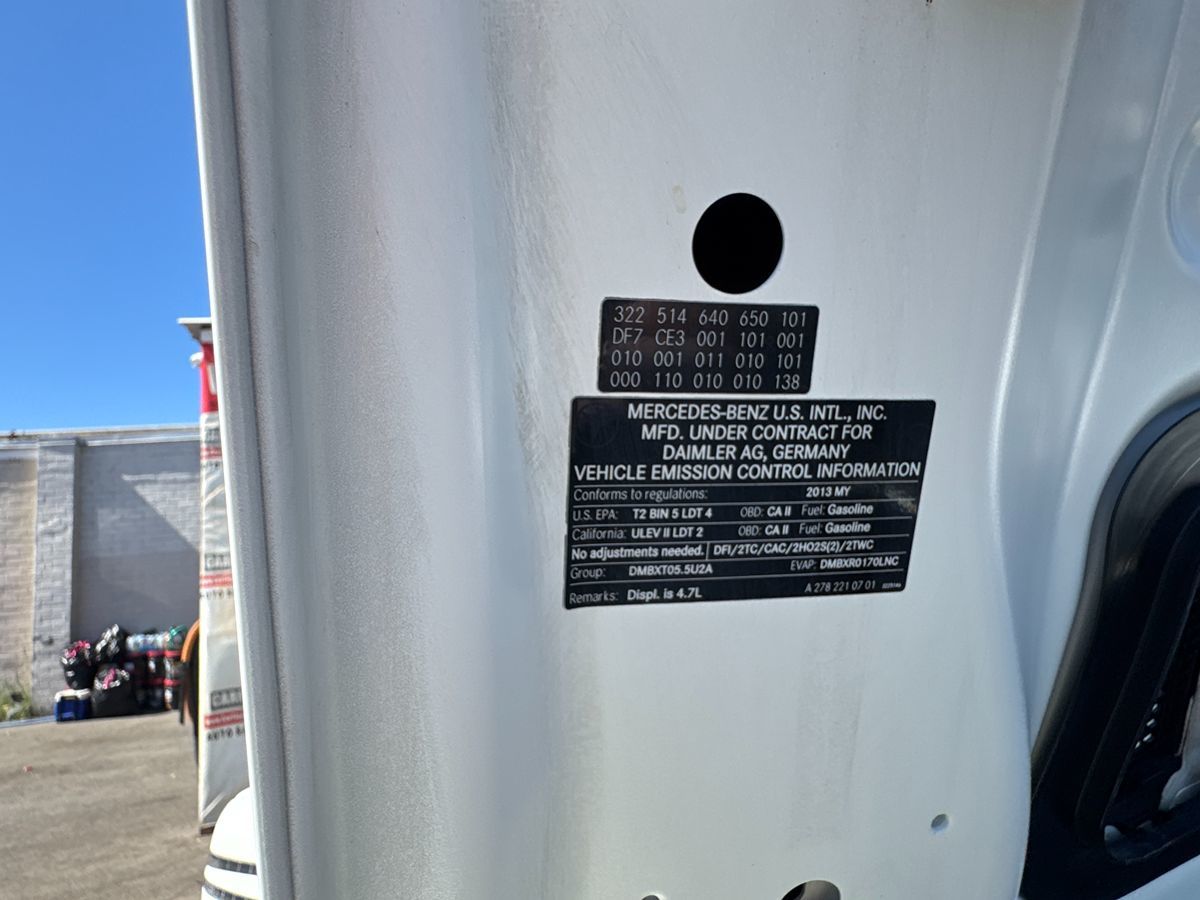 322 514 640 650 101
DF7 CE3 001 101 001
010 001 011 010 101
000 110 010 010 138
MERCEDES-BENZ U.S. INTL., INC.
MFD. UNDER CONTRACT FOR
DAIMLER AG, GERMANY
VEHICLE EMISSION CONTROL INFORMATION
Conforms to regulations: 2013 MY
U.S. EPA: T2 BIN 5 LDT 4 OBD: CA II Fuel: Gasoline
California: ULEV II LDT 2 OBD: CA II Fuel: Gasoline
No adjustments needed. DFI/2TC/CAC/2HO2S(2)/2TWC
Group: DMBXT05.5U2A EVAP: DMBXR0170LNC
Remarks: Displ. is 4.7L A 278 221 07 01